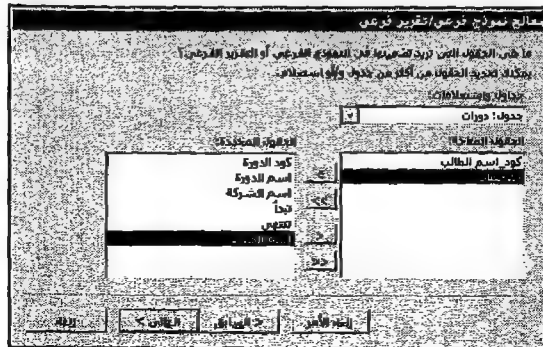 معالج نموذج فرعي/تقرير فرعي
ما هي الحقول التي تريد تضمينها في النموذج الفرعي أو التقرير الفرعي؟
يمكنك تحديد الحقول من أكثر من جدول و/أو استعلام.
جداول واستعلامات:
جدول: دورات
الحقول المتاحة:
الحقول المحددة:
كود_اسم الطالب
كود الدورة
اسم الدورة
اسم الشركة
تبدأ
تنتهي
>
>>
<
<<
إلغاء الأمر
< السابق
التالي >
إنهاء